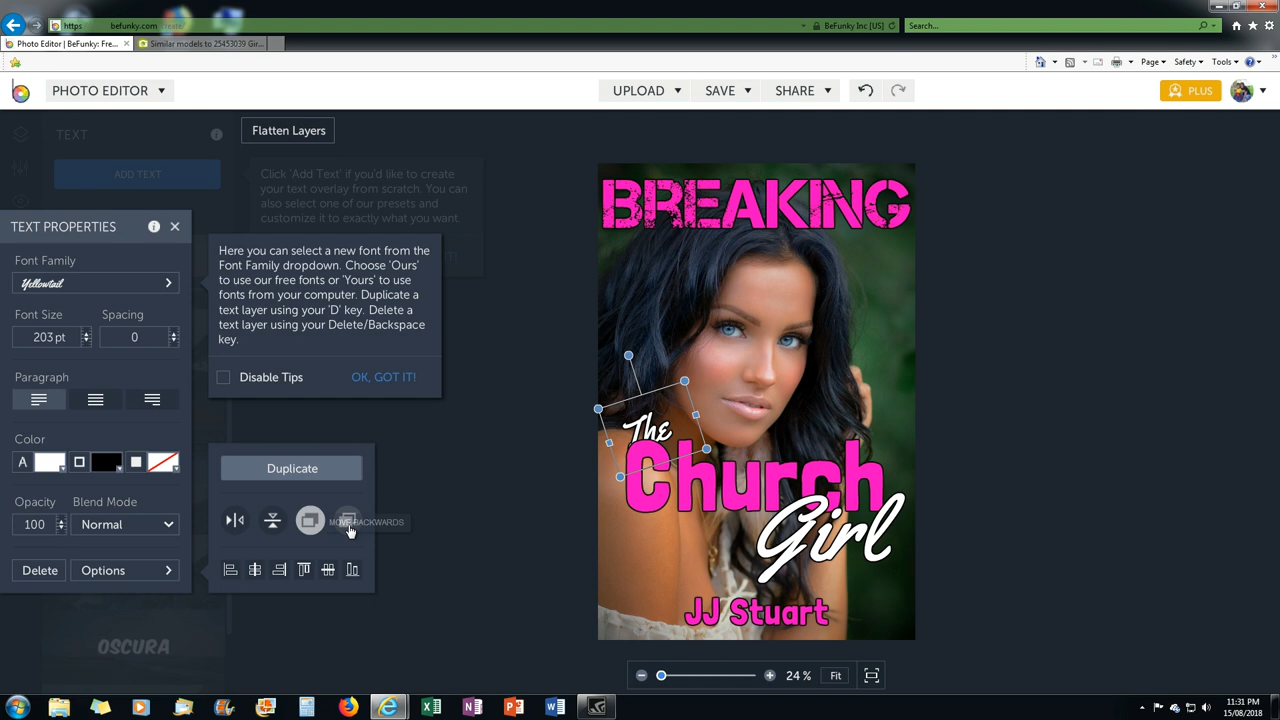 https
befunky.com
create/
BeFunky Inc [US]
Search...
Photo Editor | BeFunky: Fre...
Similar models to 25453039 Gir...
Page
Safety
Tools
PHOTO EDITOR
UPLOAD
SAVE
SHARE
PLUS
TEXT
Flatten Layers
ADD TEXT
Click 'Add Text' if you'd like to create
your text overlay from scratch. You can
also select one of our presets and
customize it to exactly what you want
TEXT PROPERTIES
Font Family
Yellowtail
Font Size
Spacing
203 pt
0
Paragraph
Color
A
Opacity
Blend Mode
100
Normal
Delete
Options
Here you can select a new font from the
Font Family dropdown. Choose 'Ours'
to use our free fonts or 'Yours' to use
fonts from your computer. Duplicate a
text layer using your 'D' key. Delete a
text layer using your Delete/Backspace
key.
Disable Tips
OK, GOT IT!
Duplicate
MOVE BACKWARDS
OSCURA
BREAKING
The
Church
Girl
JJ Stuart
24 %
Fit
11:31 PM
15/08/2018